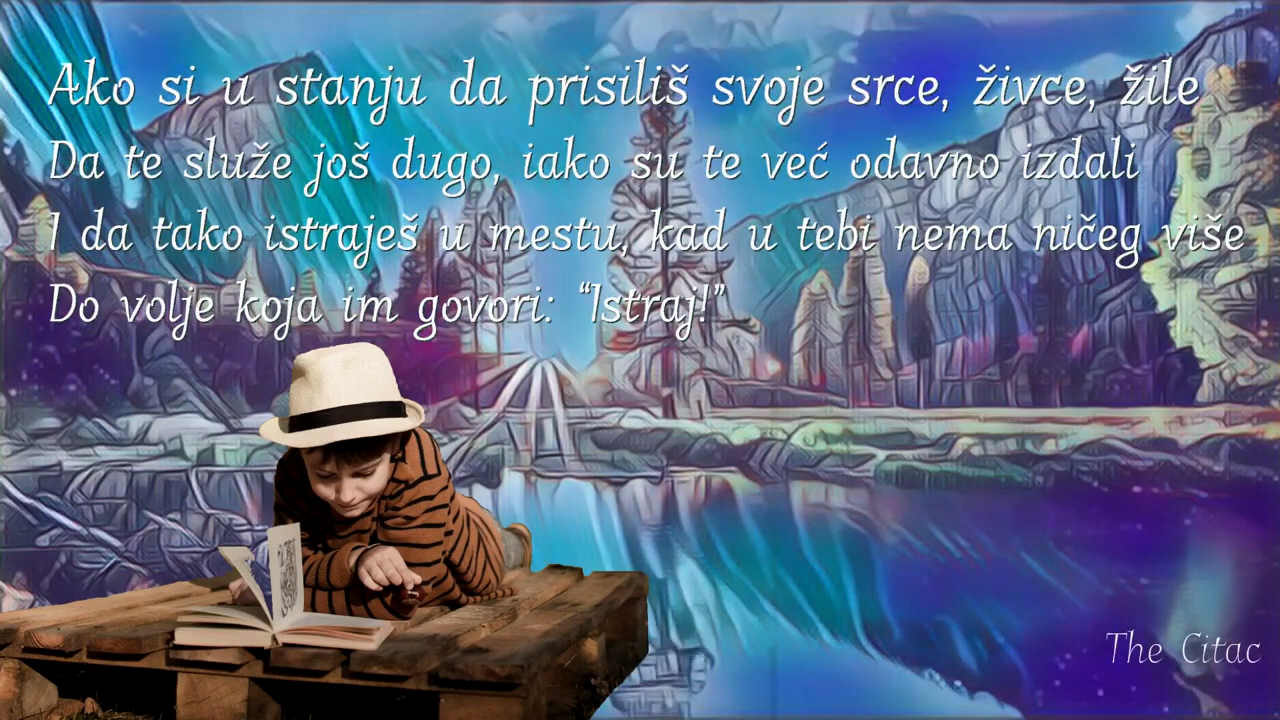 Ako si u stanju da prisiliš svoje srce, živce, žile
Da te služe još dugo, iako su te već odavno izdali
I da tako istraješ u mestu, kad u tebi nema ničeg više
Do volje koja im govori: “Istraj!”
The Citac